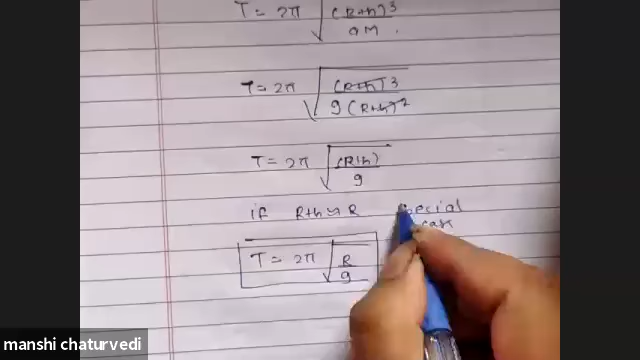 T = 2π √(R+h)³ / GM .
T = 2π √(R+h)³ / g(R+h)²
T = 2π √(R+h) / g
if R+h ≈ R special
case
T = 2π √R / g
manshi chaturvedi